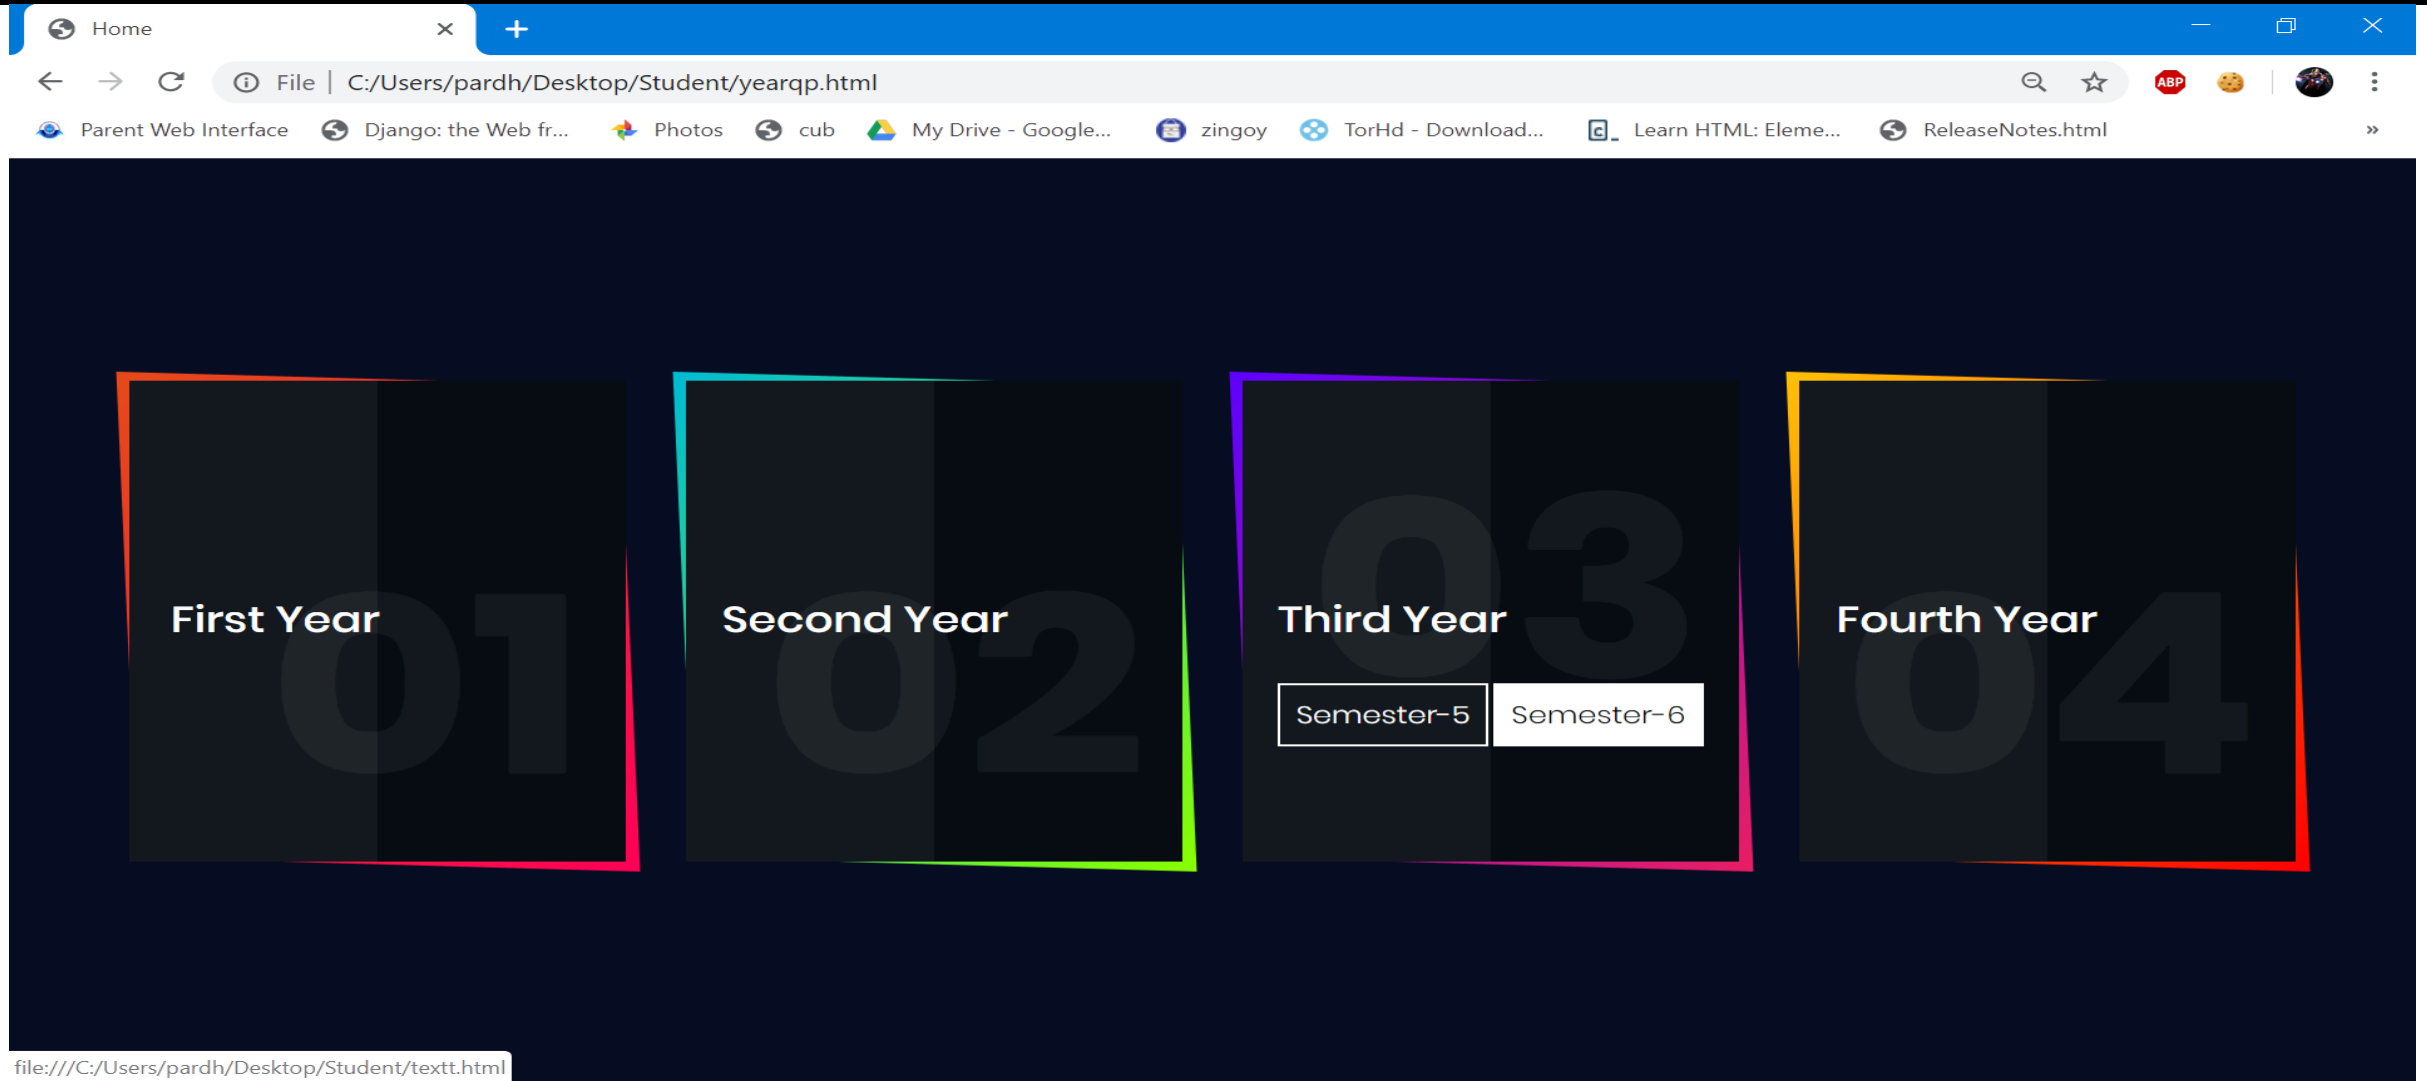 Home
File | C:/Users/pardh/Desktop/Student/yearqp.html
ABP
Parent Web Interface Django: the Web fr... Photos cub My Drive - Google... zingoy TorHd - Download... Learn HTML: Eleme... ReleaseNotes.html »
01 02 03 04
First Year Second Year Third Year Fourth Year
Semester-5 Semester-6
file:///C:/Users/pardh/Desktop/Student/textt.html